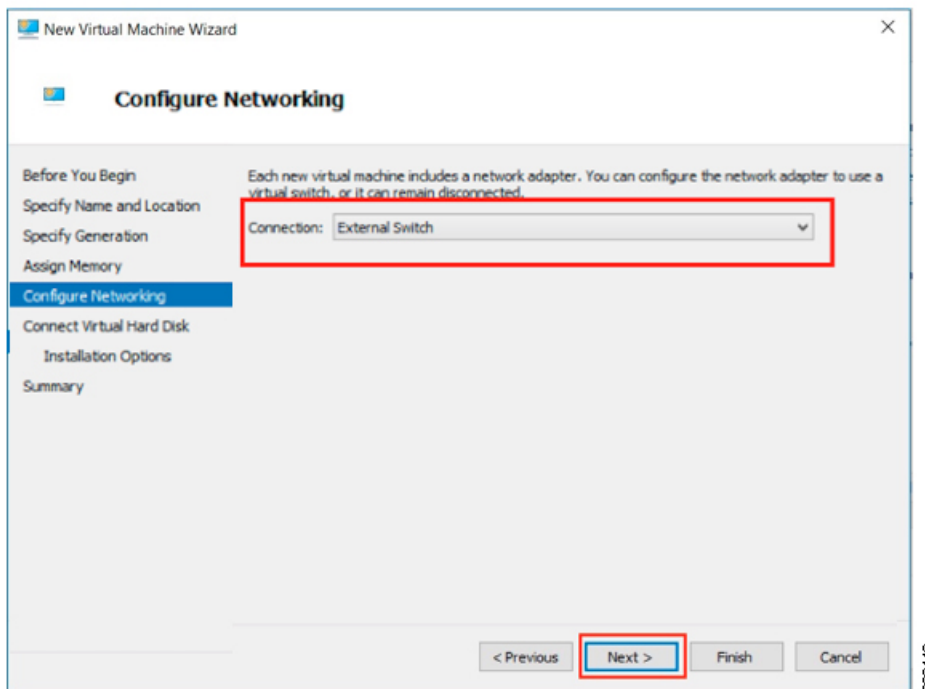 New Virtual Machine Wizard
Configure Networking
Before You Begin
Specify Name and Location
Specify Generation
Assign Memory
Configure Networking
Connect Virtual Hard Disk
Installation Options
Summary
Each new virtual machine includes a network adapter. You can configure the network adapter to use a
virtual switch, or it can remain disconnected.
Connection: External Switch
< Previous Next > Finish Cancel